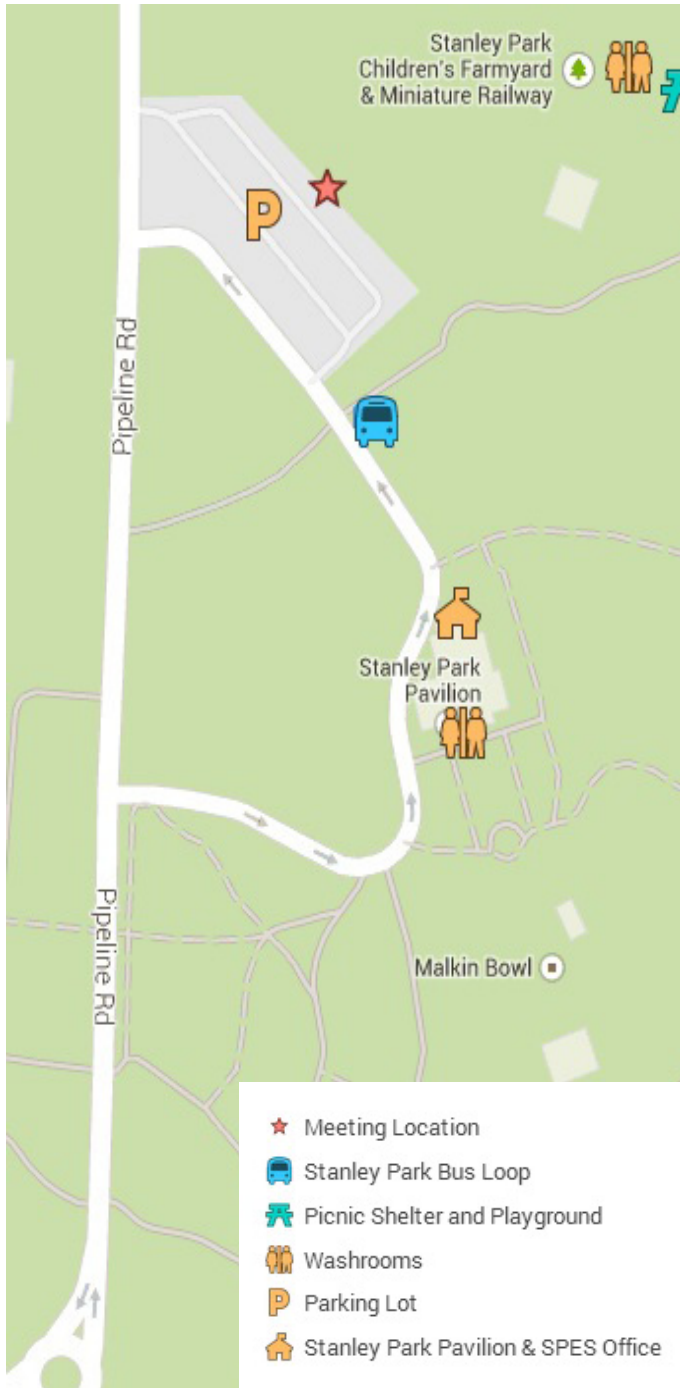 Stanley Park
Children's Farmyard
& Miniature Railway
P
Pipeline Rd
Stanley Park
Pavilion
Pipeline Rd
Malkin Bowl
Meeting Location
Stanley Park Bus Loop
Picnic Shelter and Playground
Washrooms
P Parking Lot
Stanley Park Pavilion & SPES Office